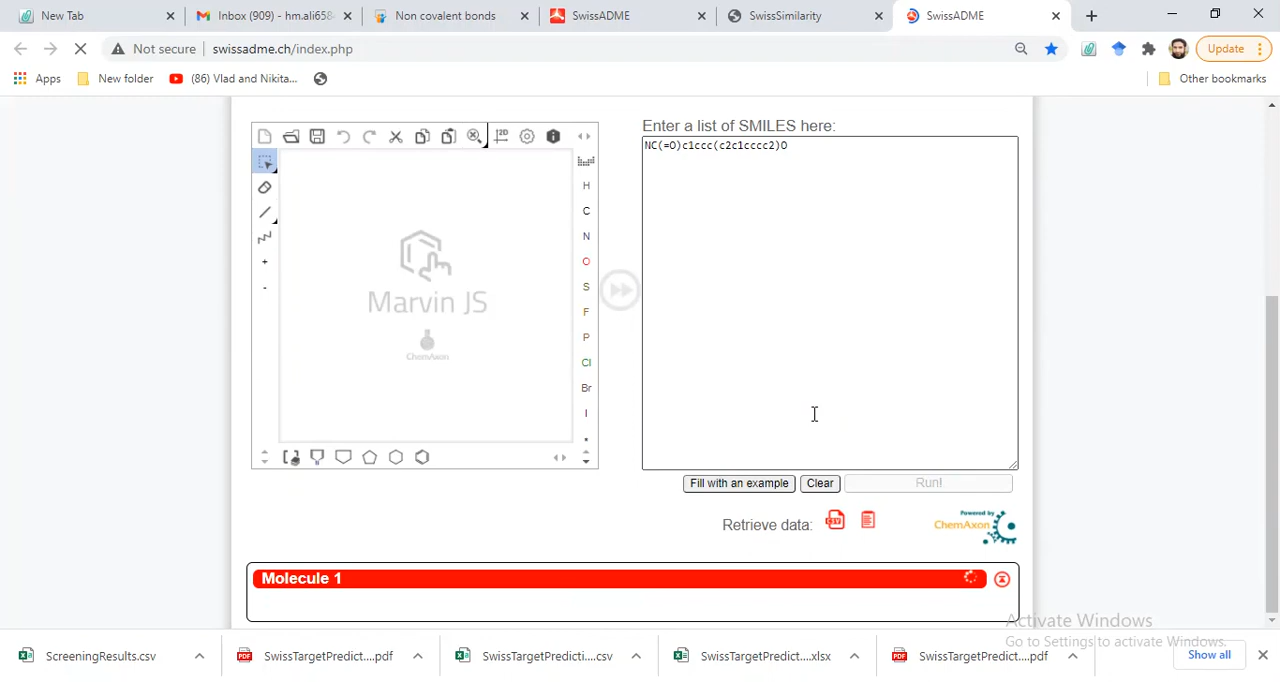 New Tab
Inbox (909) - hm.ali658
Non covalent bonds
SwissADME
SwissSimilarity
SwissADME
Not secure
swissadme.ch/index.php
Update
Apps
New folder
(86) Vlad and Nikita...
Other bookmarks
Enter a list of SMILES here:
NC(=O)c1ccc(c2c1cccc2)O
2D
H
C
N
O
S
F
P
Cl
Br
I
Marvin JS
ChemAxon
Fill with an example
Clear
Run!
Retrieve data:
CSV
Powered by
ChemAxon
Molecule 1
Activate Windows
Go to Settings to activate Windows.
ScreeningResults.csv
SwissTargetPredict....pdf
SwissTargetPredicti....csv
SwissTargetPredict....xlsx
SwissTargetPredict....pdf
Show all